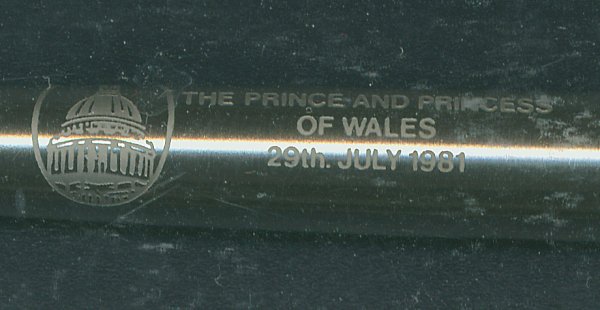 THE PRINCE AND PRINCESS
OF WALES
29th. JULY 1981